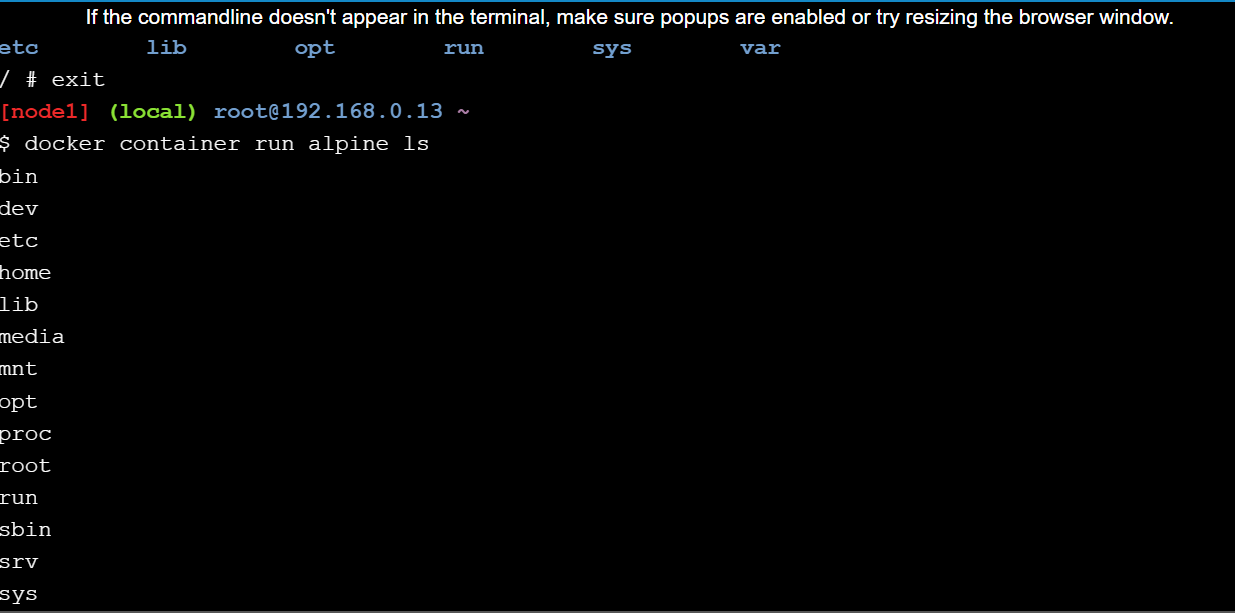 If the commandline doesn't appear in the terminal, make sure popups are enabled or try resizing the browser window.
etc lib opt run sys var
/ # exit
[node1] (local) root@192.168.0.13 ~
$ docker container run alpine ls
bin
dev
etc
home
lib
media
mnt
opt
proc
root
run
sbin
srv
sys